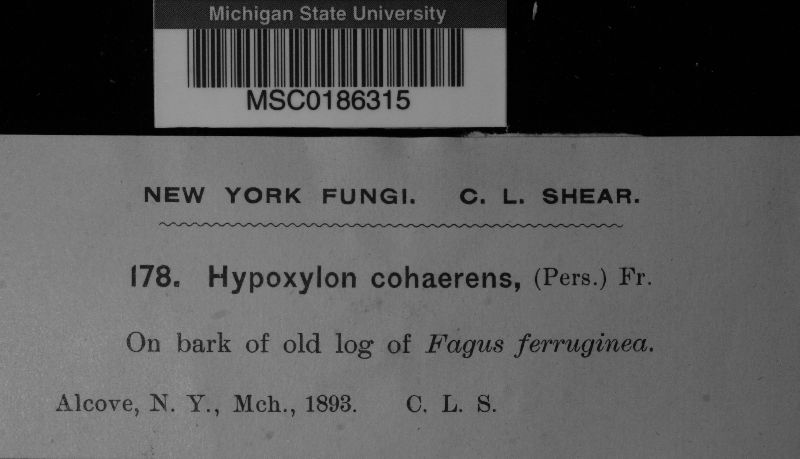 Michigan State University
MSC0186315
NEW YORK FUNGI. C. L. SHEAR.
178. Hypoxylon cohaerens, (Pers.) Fr.
On bark of old log of Fagus ferruginea.
Alcove, N. Y., Mch., 1893. C. L. S.